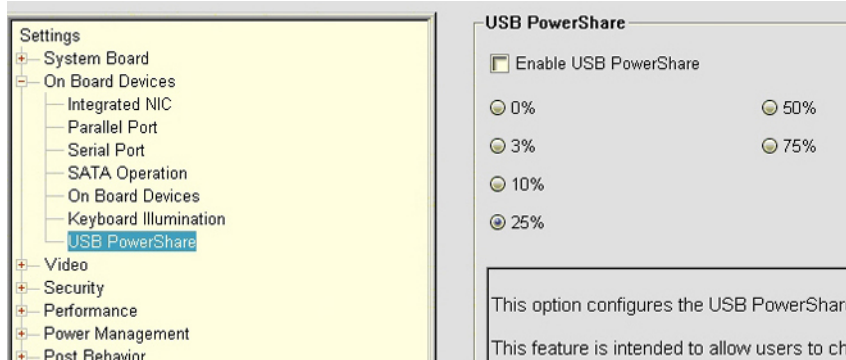 Settings
System Board
On Board Devices
Integrated NIC
Parallel Port
Serial Port
SATA Operation
On Board Devices
Keyboard Illumination
USB PowerShare
Video
Security
Performance
Power Management
Post Behavior
USB PowerShare
Enable USB PowerShare
0% 50%
3% 75%
10%
25%
This option configures the USB PowerShar
This feature is intended to allow users to ch